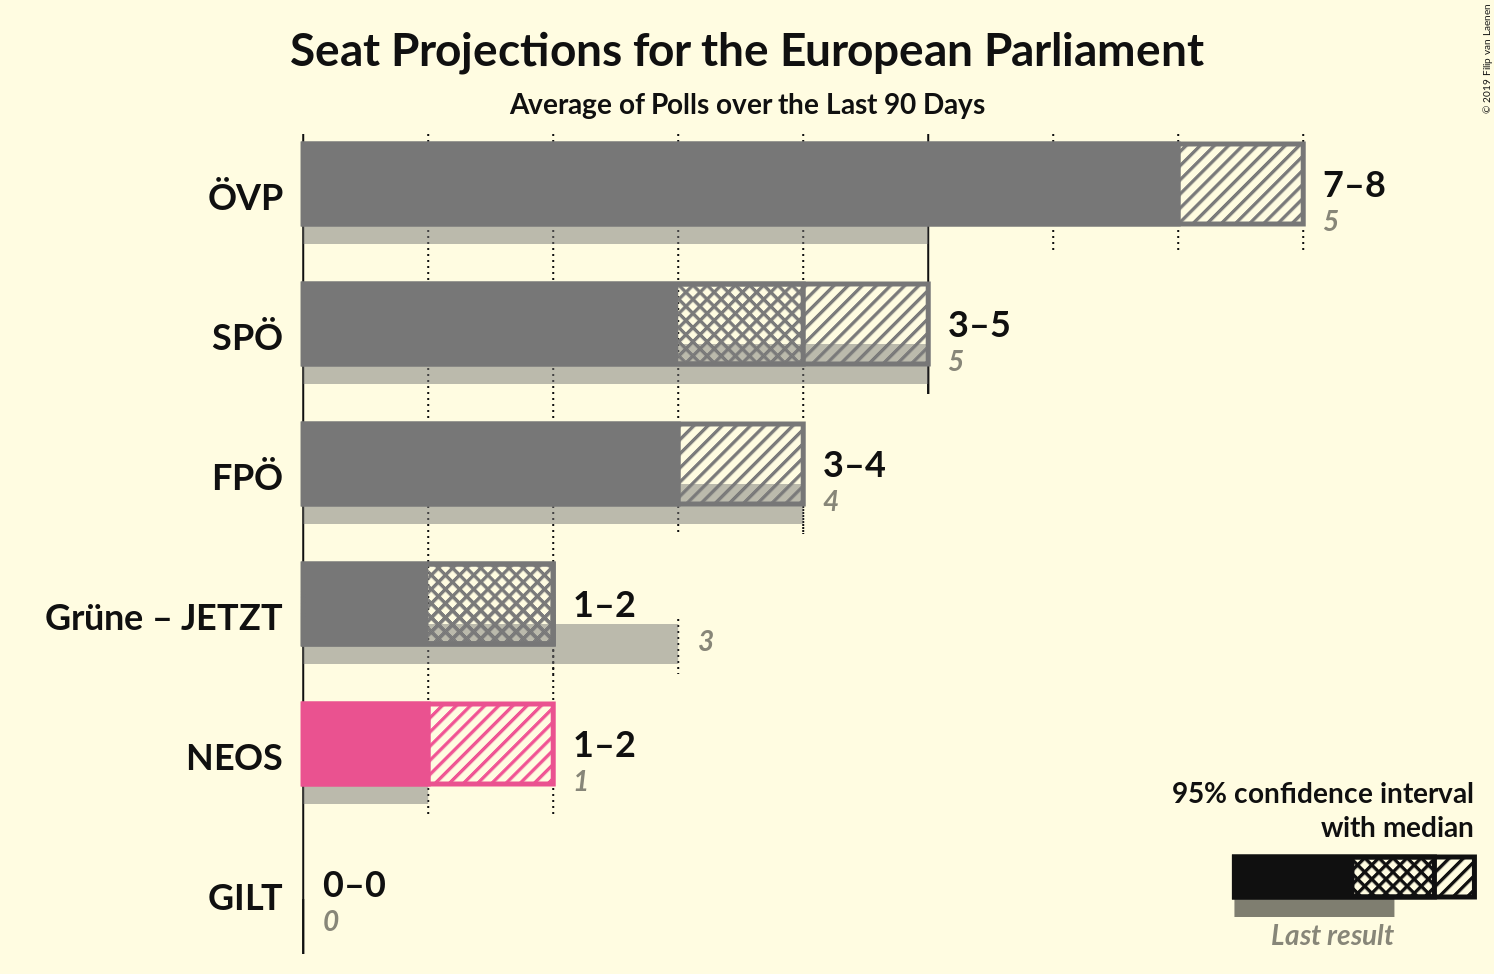 Seat Projections for the European Parliament
Average of Polls over the Last 90 Days
© 2019 Filip van Laenen
ÖVP
7–8
5
SPÖ
3–5
5
FPÖ
3–4
4
Grüne – JETZT
1–2
3
NEOS
1–2
1
GILT
0–0
0
95% confidence interval
with median
Last result